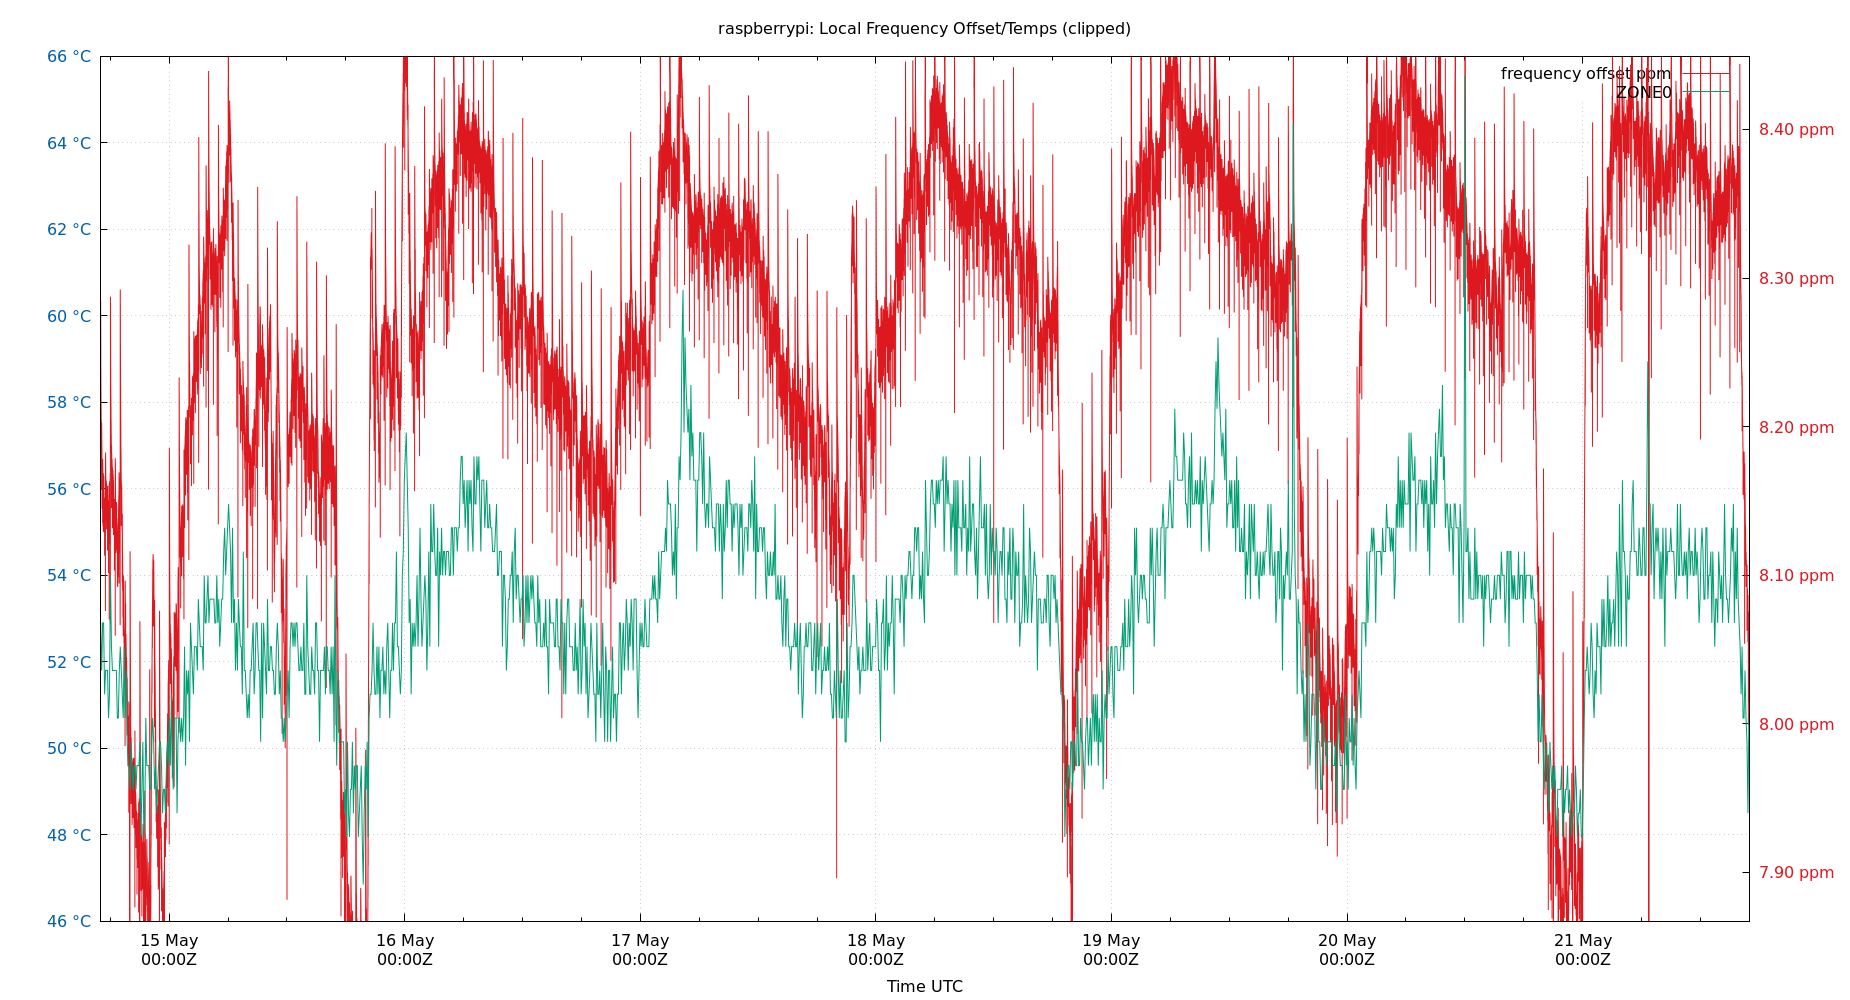 raspberrypi: Local Frequency Offset/Temps (clipped)
66 °C
64 °C
62 °C
60 °C
58 °C
56 °C
54 °C
52 °C
50 °C
48 °C
46 °C
frequency offset ppm
ZONE0
8.40 ppm
8.30 ppm
8.20 ppm
8.10 ppm
8.00 ppm
7.90 ppm
15 May
00:00Z
16 May
00:00Z
17 May
00:00Z
18 May
00:00Z
19 May
00:00Z
20 May
00:00Z
21 May
00:00Z
Time UTC